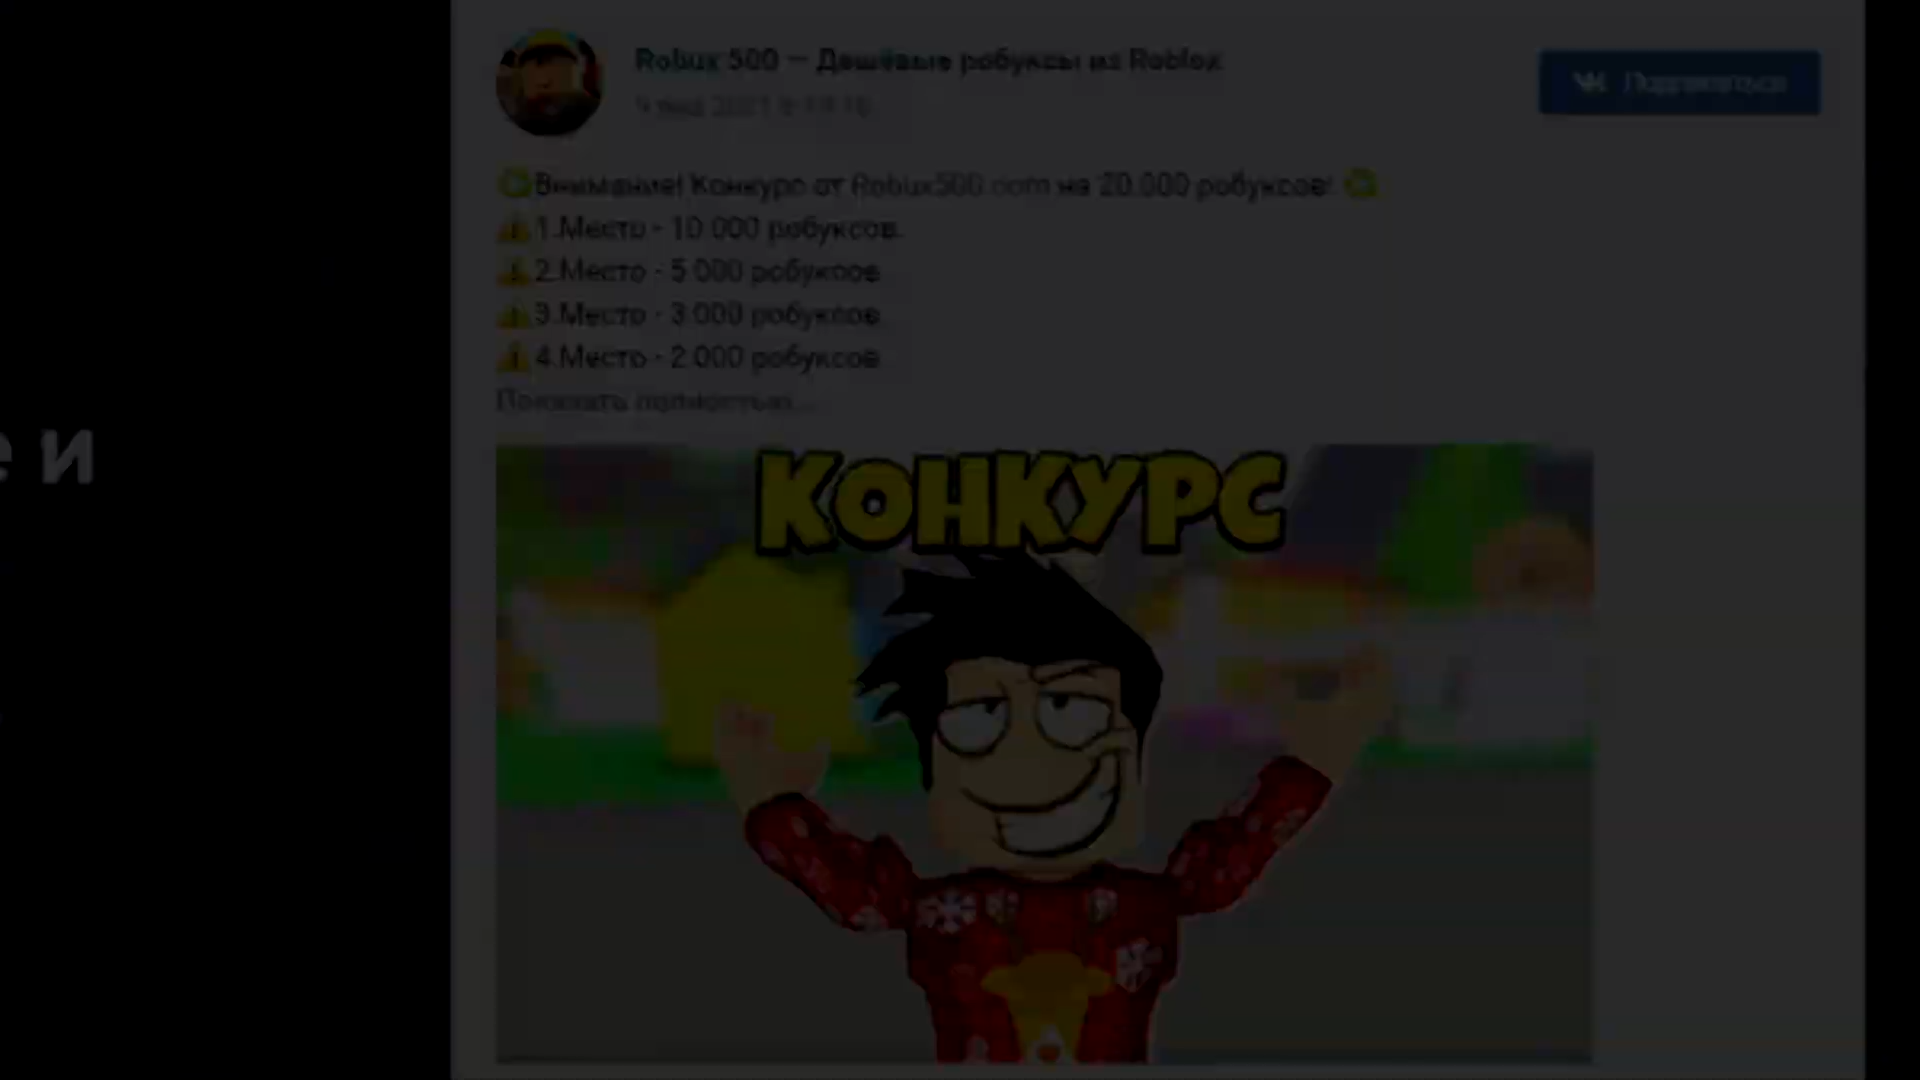 Robux 500 — Дешёвые робуксы из Roblox
Подписаться
Внимание! Конкурс от Robux500.com на 20.000 робуксов!
1.Место - 10 000 робуксов.
2.Место - 5 000 робуксов.
3.Место - 3 000 робуксов.
4.Место - 2 000 робуксов.
Показать полностью...
е и
КОНКУРС